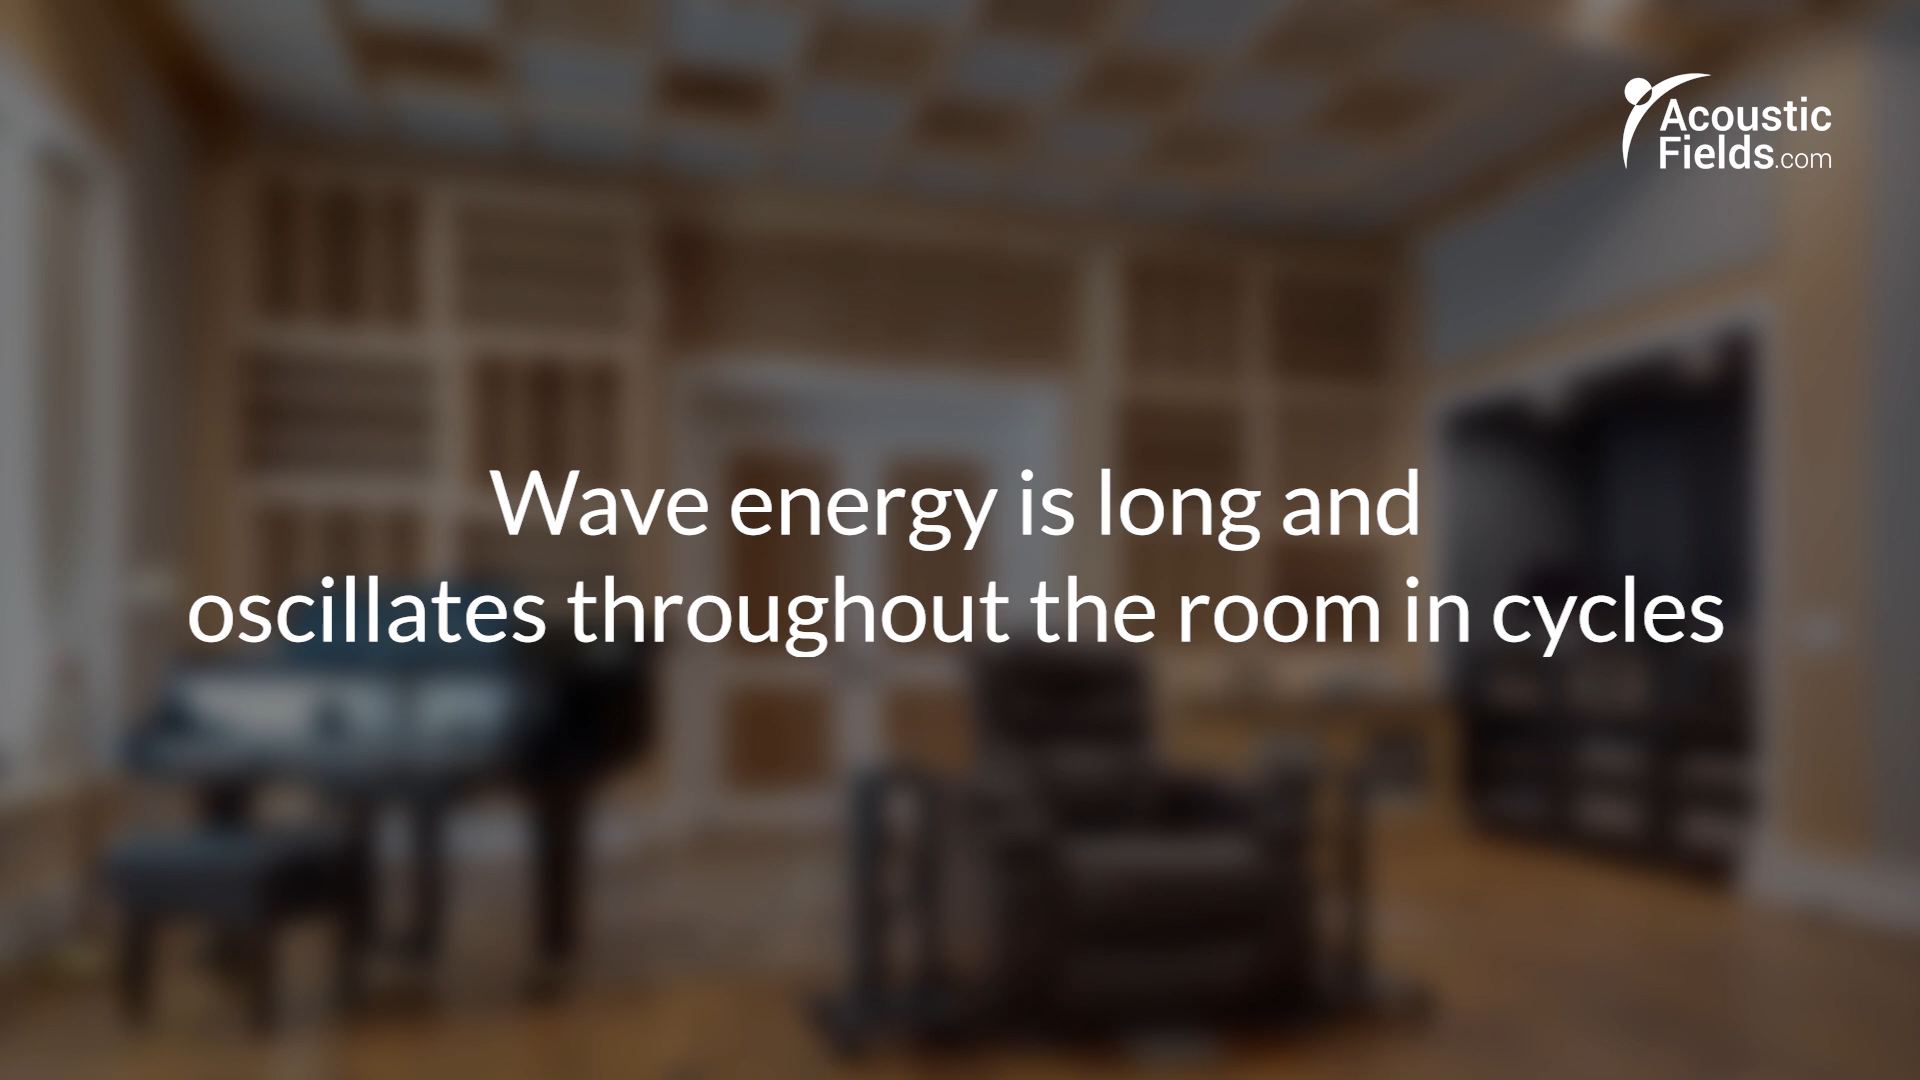 Acoustic
Fields.com
Wave energy is long and
oscillates throughout the room in cycles